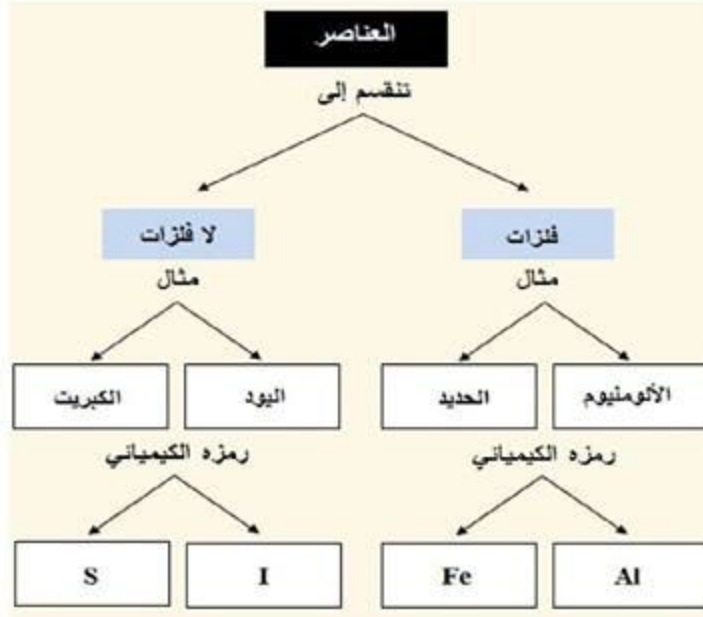 العناصر
تنقسم إلى
فلزات
لا فلزات
مثال
مثال
الألومنيوم
الحديد
اليود
الكبريت
رمزه الكيميائي
رمزه الكيميائي
Al
Fe
I
S